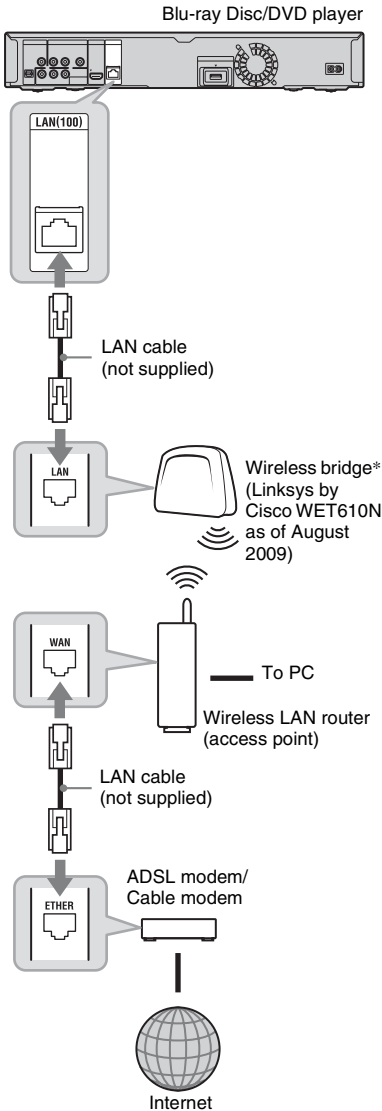 Blu-ray Disc/DVD player
LAN(100)
LAN cable
(not supplied)
LAN
Wireless bridge*
(Linksys by
Cisco WET610N
as of August
2009)
WAN
To PC
Wireless LAN router
(access point)
LAN cable
(not supplied)
ADSL modem/
Cable modem
ETHER
Internet